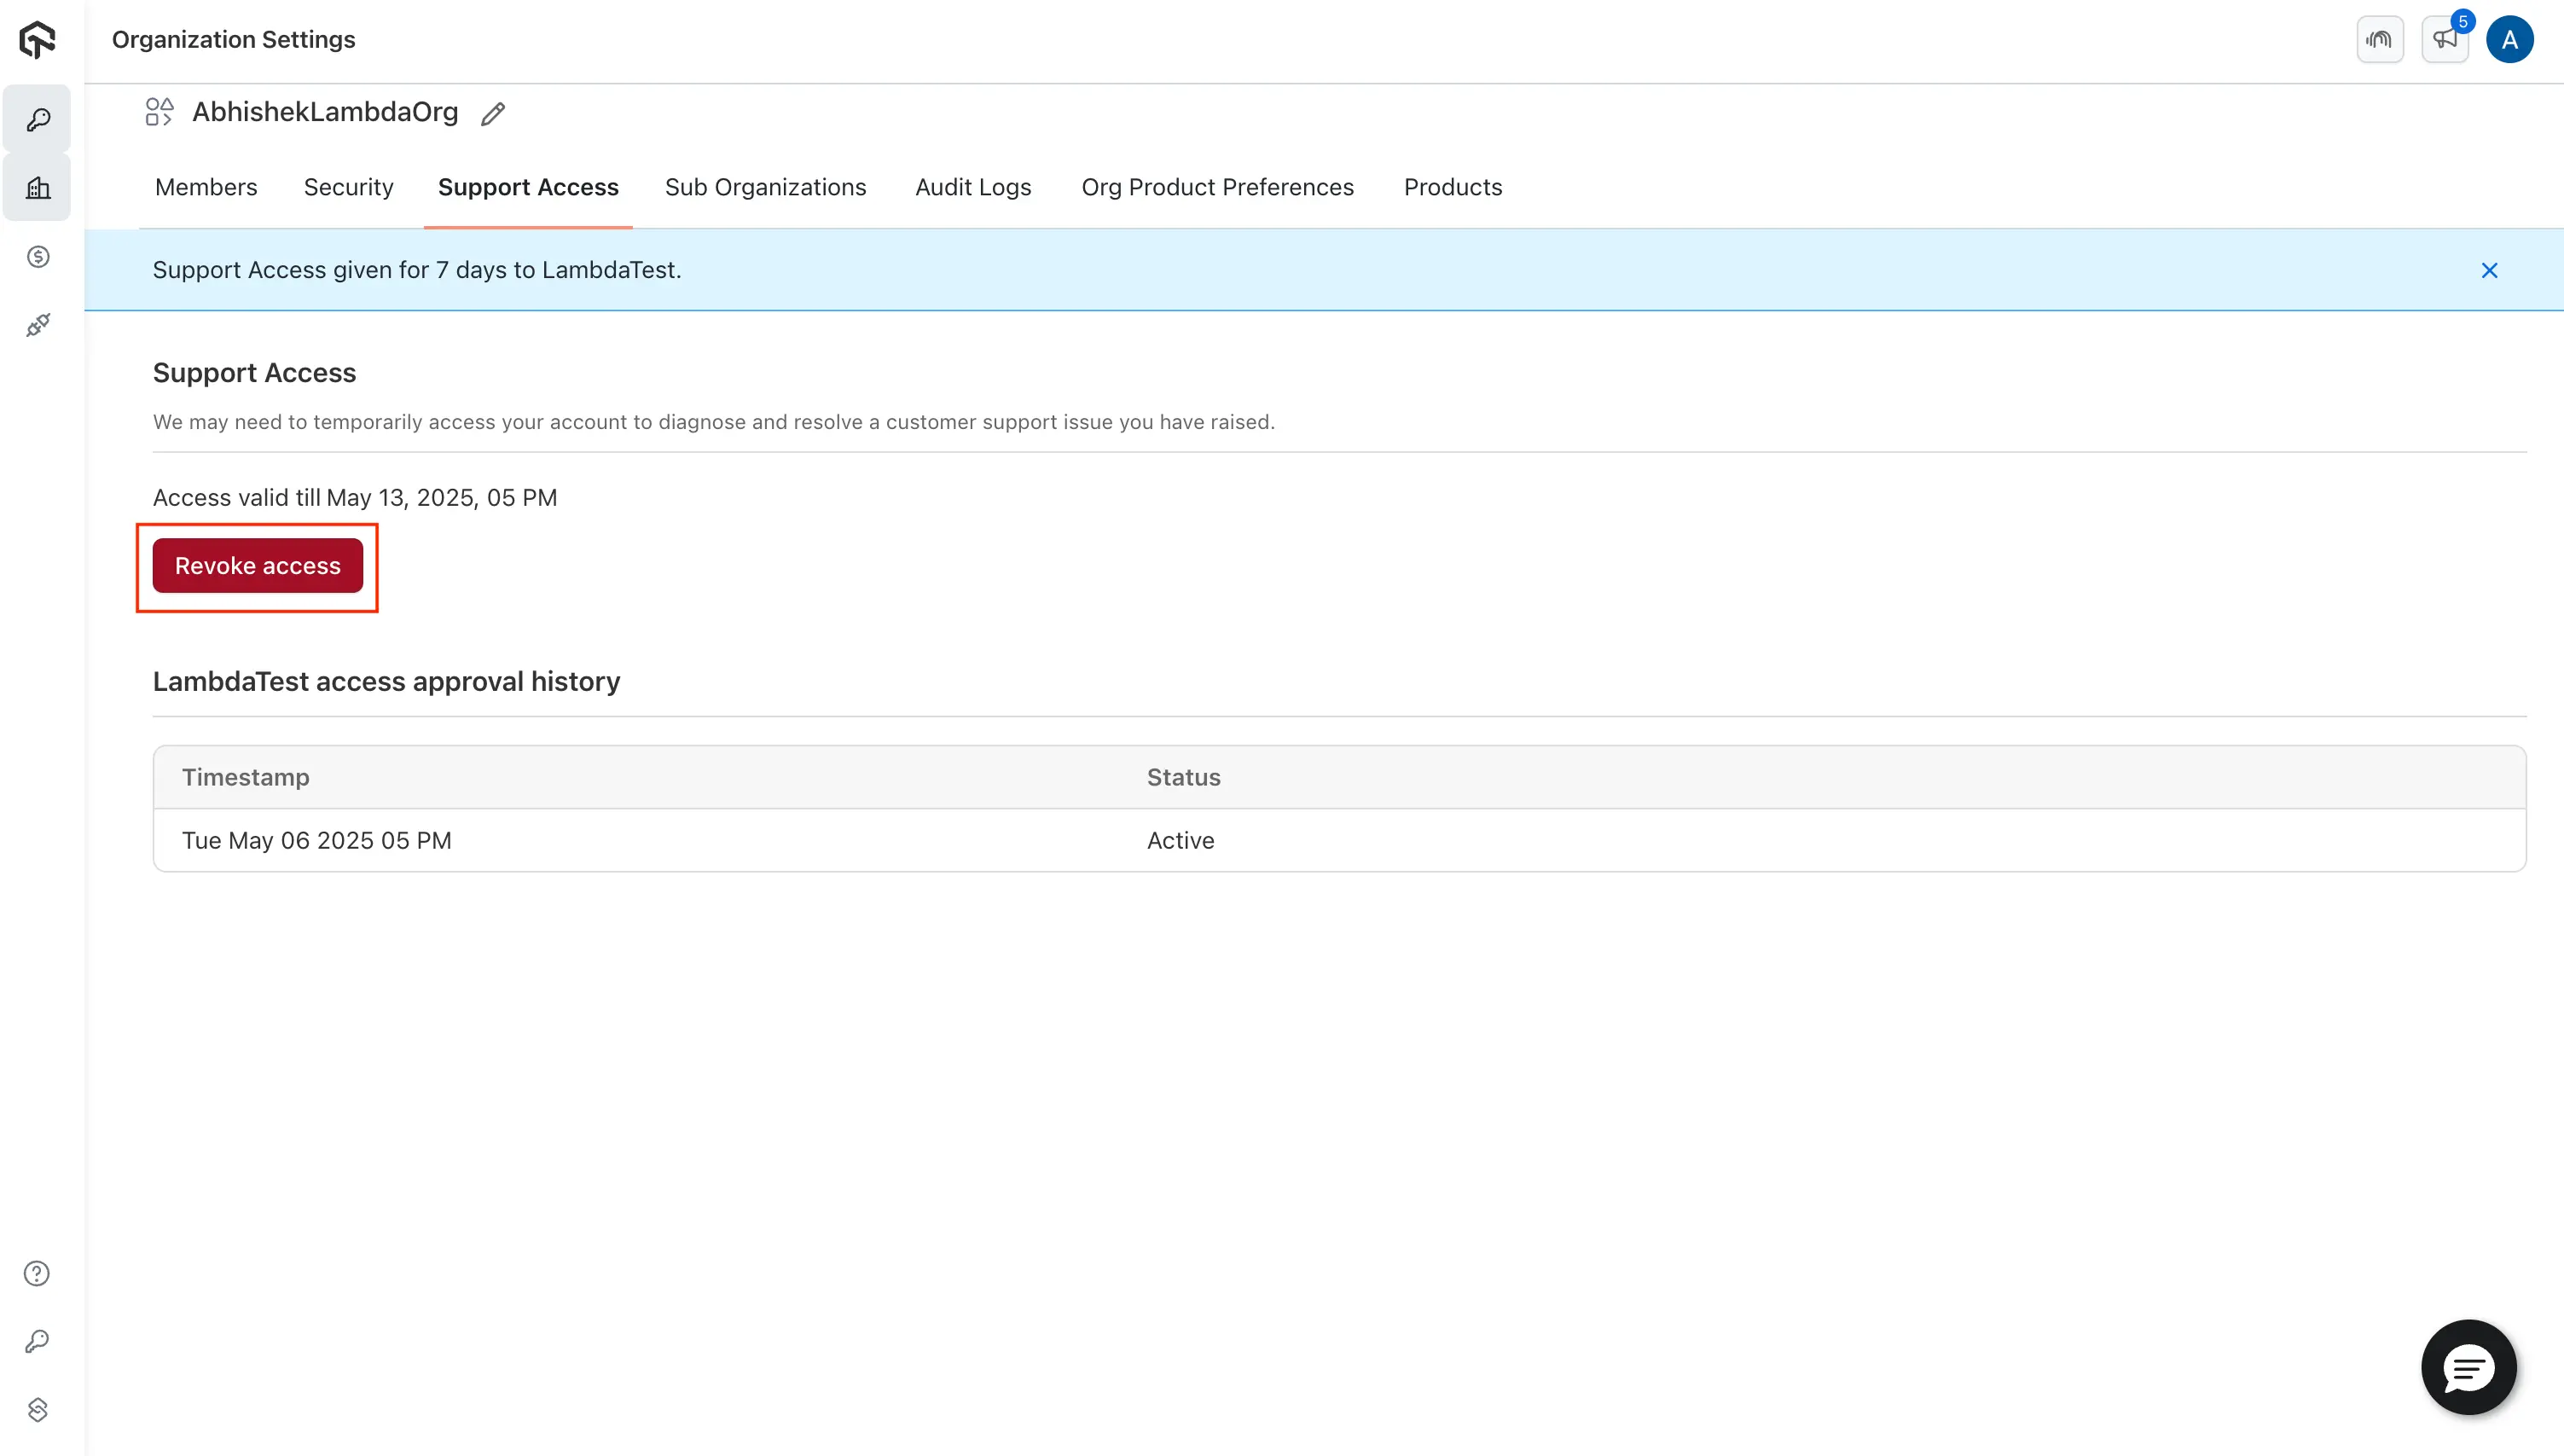 Organization Settings
5
A
AbhishekLambdaOrg
Members Security Support Access Sub Organizations Audit Logs Org Product Preferences Products
Support Access given for 7 days to LambdaTest.
Support Access
We may need to temporarily access your account to diagnose and resolve a customer support issue you have raised.
Access valid till May 13, 2025, 05 PM
Revoke access
LambdaTest access approval history
Timestamp Status
Tue May 06 2025 05 PM Active